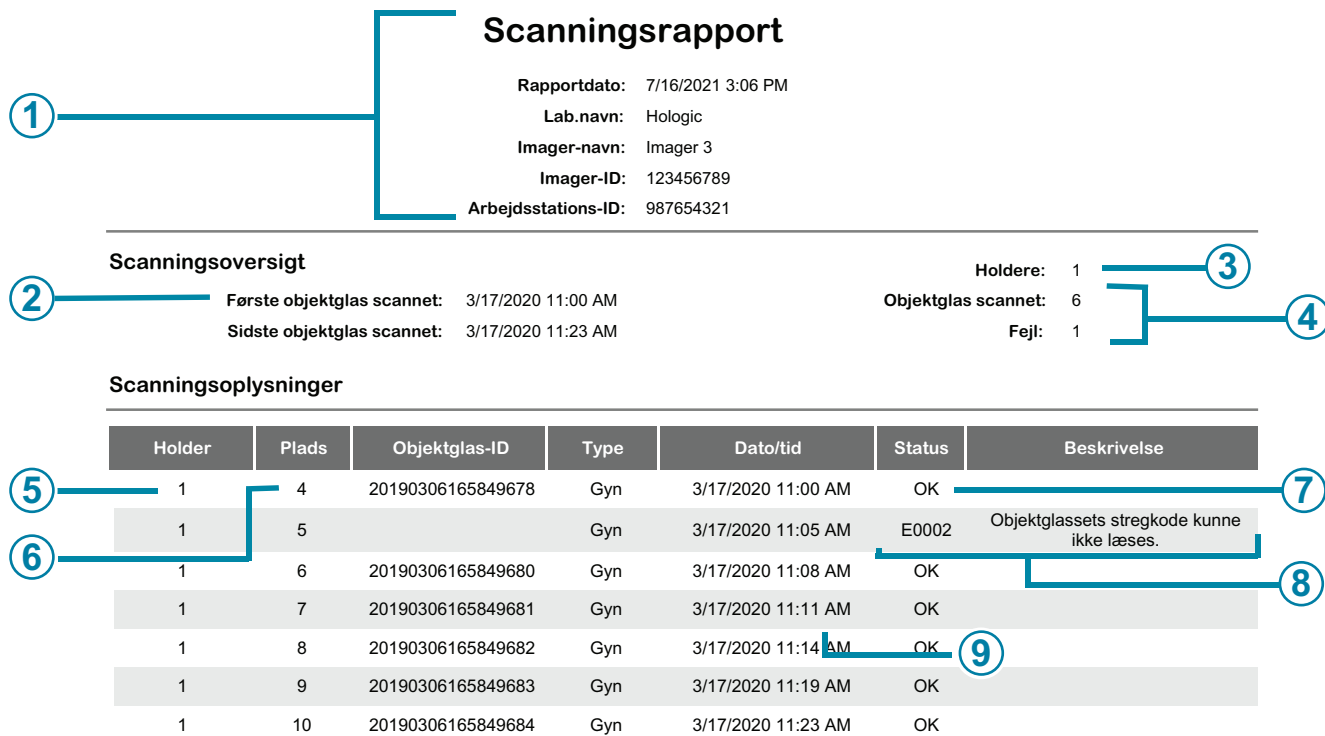 Scanningsrapport
Rapportdato: 7/16/2021 3:06 PM
1
Lab.navn: Hologic
Imager-navn: Imager 3
Imager-ID: 123456789
Arbejdsstations-ID: 987654321
Scanningsoversigt
Holdere: 1
3
2
Første objektglas scannet: 3/17/2020 11:00 AM
Objektglas scannet: 6
4
Sidste objektglas scannet: 3/17/2020 11:23 AM
Fejl: 1
Scanningsoplysninger
Holder Plads Objektglas-ID Type Dato/tid Status Beskrivelse
5 1 4 20190306165849678 Gyn 3/17/2020 11:00 AM OK 7
1 5 Gyn 3/17/2020 11:05 AM E0002 Objektglassets stregkode kunne
ikke læses.
6
1 6 20190306165849680 Gyn 3/17/2020 11:08 AM OK
8
1 7 20190306165849681 Gyn 3/17/2020 11:11 AM OK
1 8 20190306165849682 Gyn 3/17/2020 11:14 AM OK
9
1 9 20190306165849683 Gyn 3/17/2020 11:19 AM OK
1 10 20190306165849684 Gyn 3/17/2020 11:23 AM OK